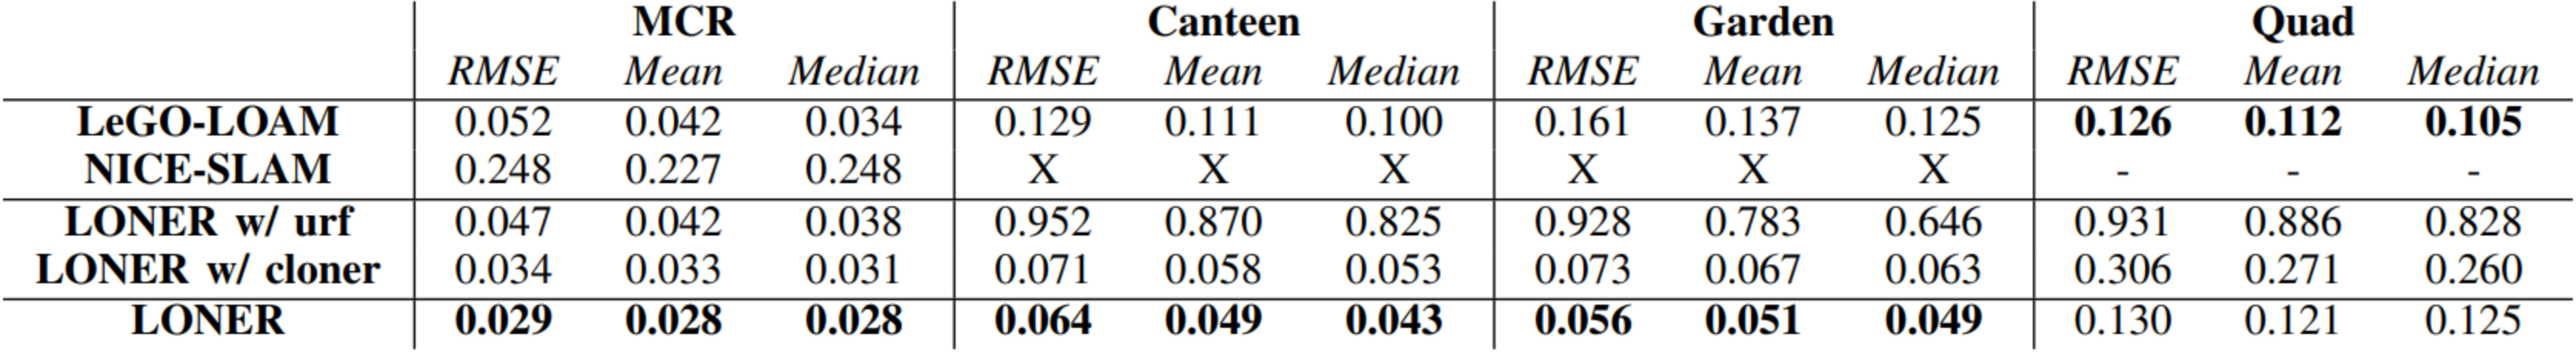 MCR Canteen Garden Quad
RMSE Mean Median RMSE Mean Median RMSE Mean Median RMSE Mean Median
LeGO-LOAM 0.052 0.042 0.034 0.129 0.111 0.100 0.161 0.137 0.125 0.126 0.112 0.105
NICE-SLAM 0.248 0.227 0.248 X X X X X X - - -
LONER w/ urf 0.047 0.042 0.038 0.952 0.870 0.825 0.928 0.783 0.646 0.931 0.886 0.828
LONER w/ cloner 0.034 0.033 0.031 0.071 0.058 0.053 0.073 0.067 0.063 0.306 0.271 0.260
LONER 0.029 0.028 0.028 0.064 0.049 0.043 0.056 0.051 0.049 0.130 0.121 0.125